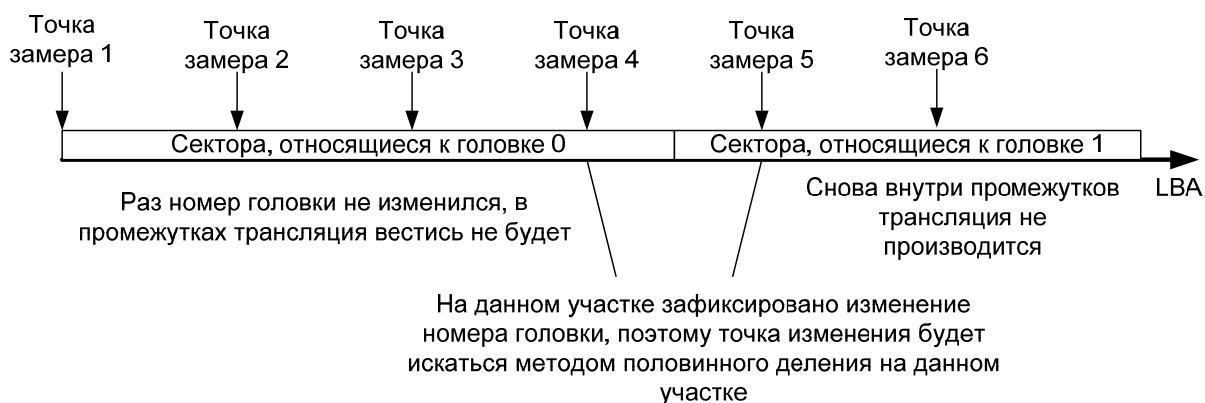 Точка
замера 1
Точка
замера 2
Точка
замера 3
Точка
замера 4
Точка
замера 5
Точка
замера 6
Сектора, относящиеся к головке 0
Сектора, относящиеся к головке 1
LBA
Раз номер головки не изменился, в
промежутках трансляция вестись не будет
Снова внутри промежутков
трансляция не
производится
На данном участке зафиксировано изменение
номера головки, поэтому точка изменения будет
искаться методом половинного деления на данном
участке